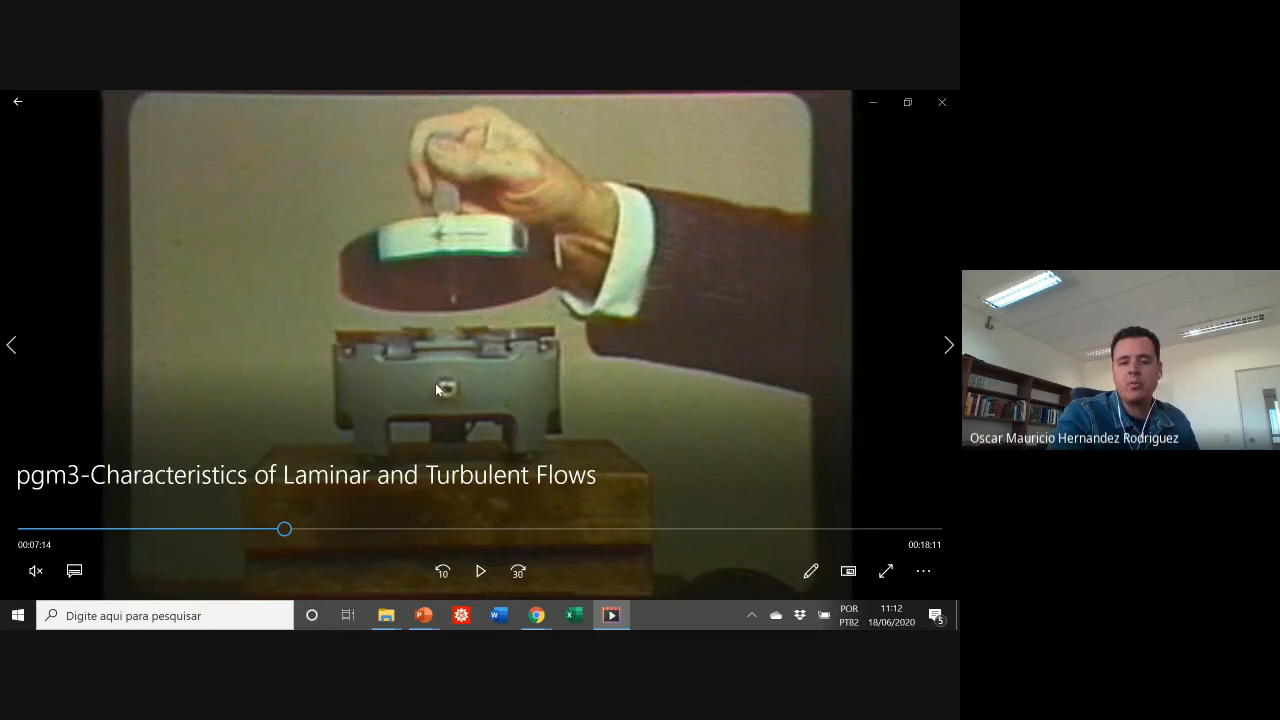 pgm3-Characteristics of Laminar and Turbulent Flows
00:07:14
00:18:11
10
30
Digite aqui para pesquisar
POR
PTB2
11:12
18/06/2020
5
Oscar Mauricio Hernandez Rodriguez